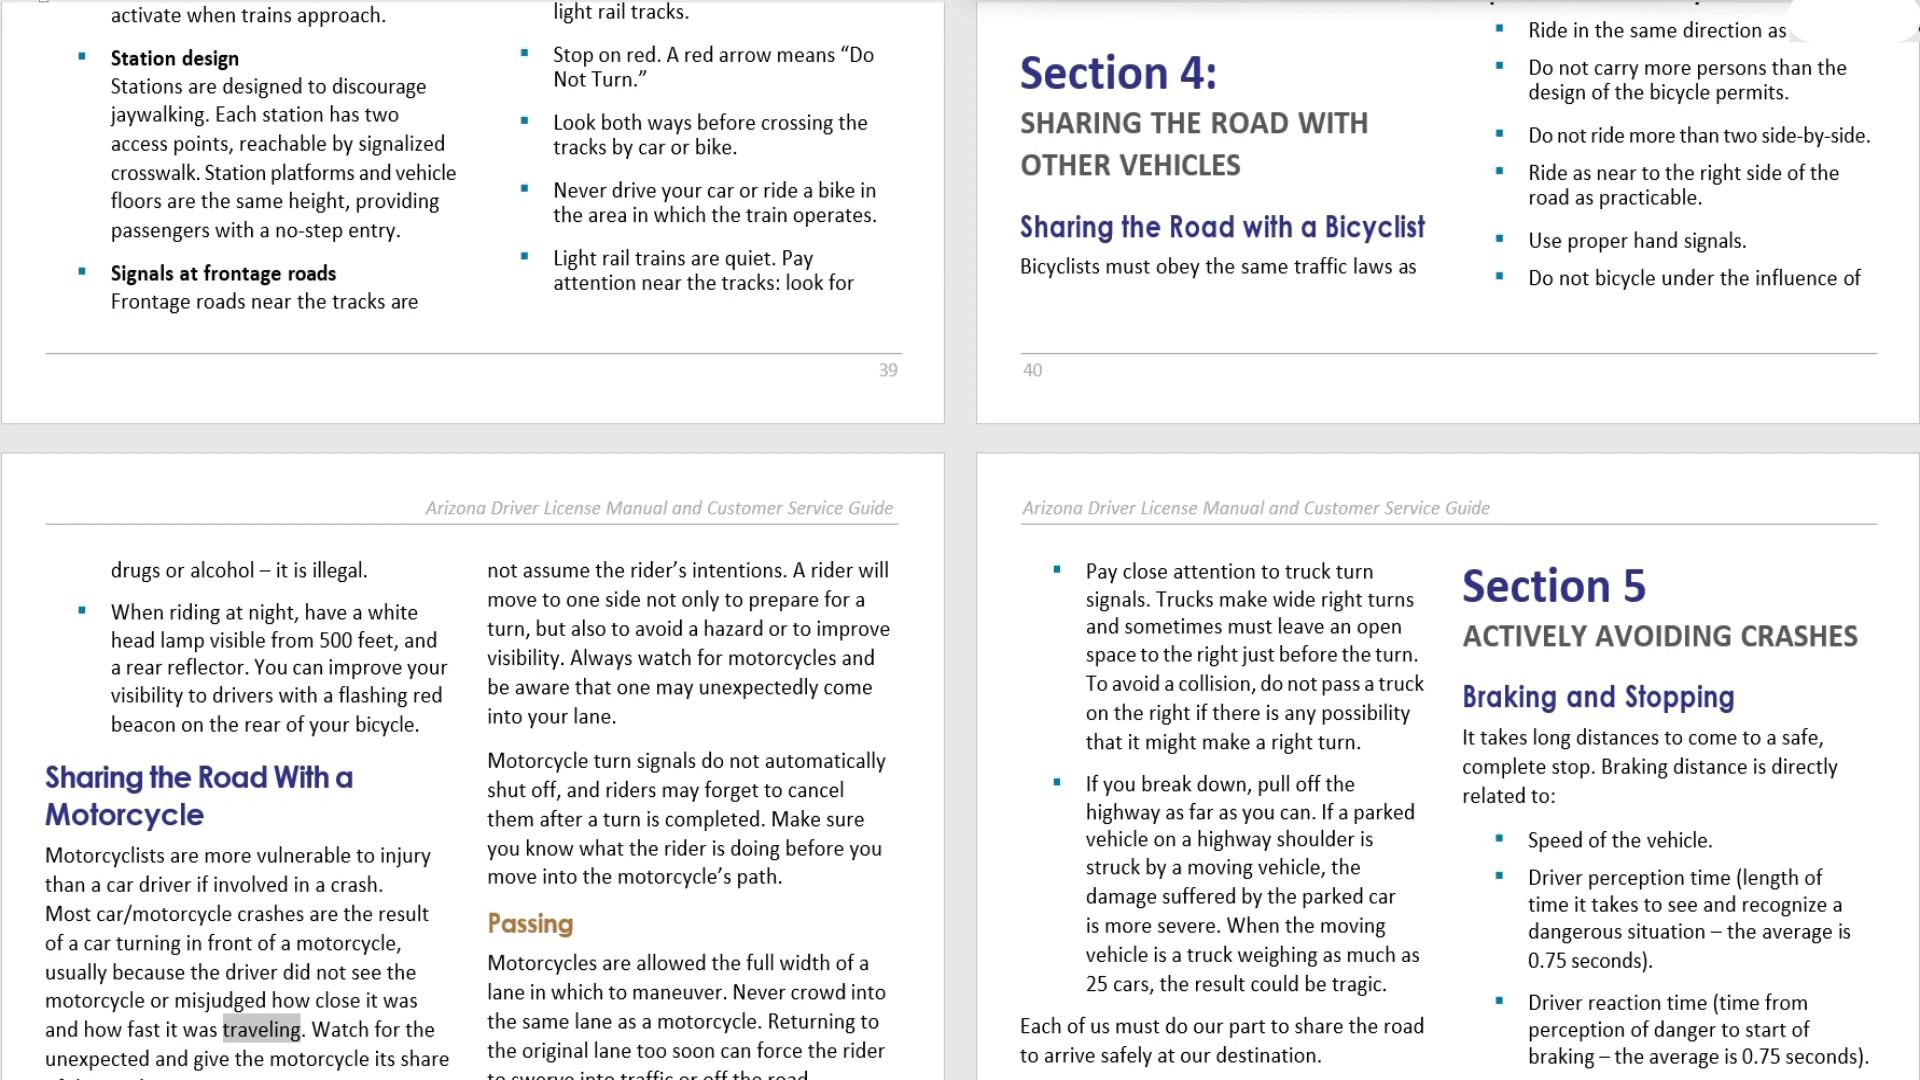 activate when trains approach.
Station design
Stations are designed to discourage
jaywalking. Each station has two
access points, reachable by signalized
crosswalk. Station platforms and vehicle
floors are the same height, providing
passengers with a no-step entry.
Signals at frontage roads
Frontage roads near the tracks are
light rail tracks.
Stop on red. A red arrow means “Do
Not Turn.”
Look both ways before crossing the
tracks by car or bike.
Never drive your car or ride a bike in
the area in which the train operates.
Light rail trains are quiet. Pay
attention near the tracks: look for
39
Section 4:
SHARING THE ROAD WITH
OTHER VEHICLES
Sharing the Road with a Bicyclist
Bicyclists must obey the same traffic laws as
Ride in the same direction as
Do not carry more persons than the
design of the bicycle permits.
Do not ride more than two side-by-side.
Ride as near to the right side of the
road as practicable.
Use proper hand signals.
Do not bicycle under the influence of
40
Arizona Driver License Manual and Customer Service Guide
drugs or alcohol – it is illegal.
When riding at night, have a white
head lamp visible from 500 feet, and
a rear reflector. You can improve your
visibility to drivers with a flashing red
beacon on the rear of your bicycle.
Sharing the Road With a
Motorcycle
Motorcyclists are more vulnerable to injury
than a car driver if involved in a crash.
Most car/motorcycle crashes are the result
of a car turning in front of a motorcycle,
usually because the driver did not see the
motorcycle or misjudged how close it was
and how fast it was traveling. Watch for the
unexpected and give the motorcycle its share
not assume the rider’s intentions. A rider will
move to one side not only to prepare for a
turn, but also to avoid a hazard or to improve
visibility. Always watch for motorcycles and
be aware that one may unexpectedly come
into your lane.
Motorcycle turn signals do not automatically
shut off, and riders may forget to cancel
them after a turn is completed. Make sure
you know what the rider is doing before you
move into the motorcycle’s path.
Passing
Motorcycles are allowed the full width of a
lane in which to maneuver. Never crowd into
the same lane as a motorcycle. Returning to
the original lane too soon can force the rider
to swerve into traffic or off the road.
Arizona Driver License Manual and Customer Service Guide
Pay close attention to truck turn
signals. Trucks make wide right turns
and sometimes must leave an open
space to the right just before the turn.
To avoid a collision, do not pass a truck
on the right if there is any possibility
that it might make a right turn.
If you break down, pull off the
highway as far as you can. If a parked
vehicle on a highway shoulder is
struck by a moving vehicle, the
damage suffered by the parked car
is more severe. When the moving
vehicle is a truck weighing as much as
25 cars, the result could be tragic.
Each of us must do our part to share the road
to arrive safely at our destination.
Section 5
ACTIVELY AVOIDING CRASHES
Braking and Stopping
It takes long distances to come to a safe,
complete stop. Braking distance is directly
related to:
Speed of the vehicle.
Driver perception time (length of
time it takes to see and recognize a
dangerous situation – the average is
0.75 seconds).
Driver reaction time (time from
perception of danger to start of
braking – the average is 0.75 seconds).